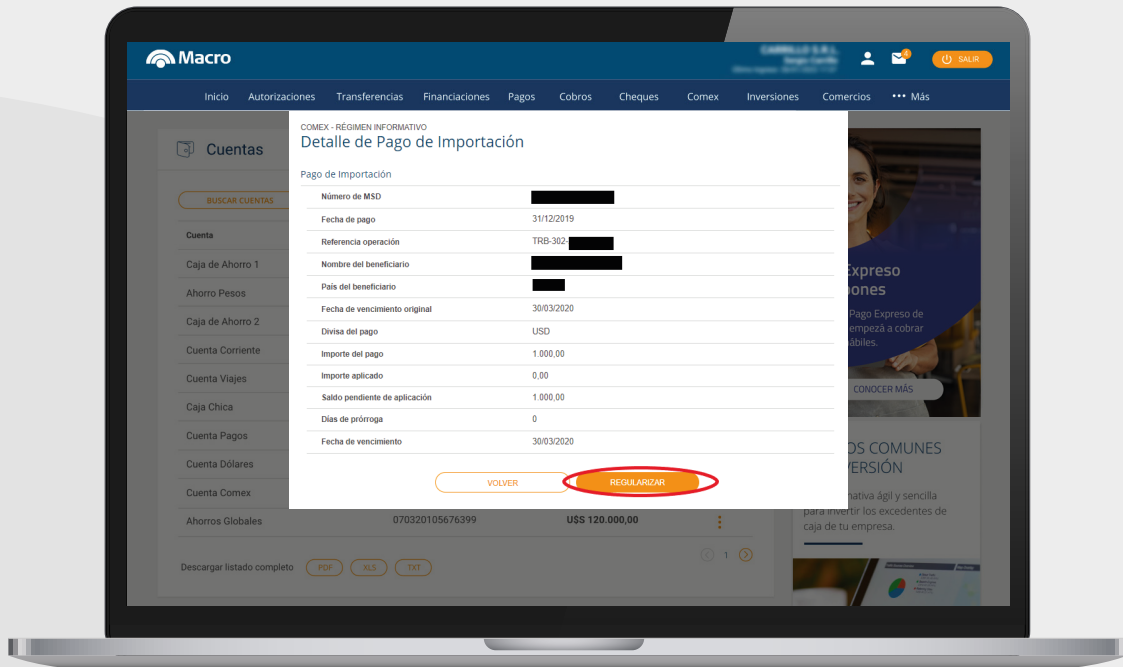 Macro
4
SALIR
Inicio Autorizaciones Transferencias Financiaciones Pagos Cobros Cheques Comex Inversiones Comercios ••• Más
Cuentas
BUSCAR CUENTAS
Cuenta
Caja de Ahorro 1
Ahorro Pesos
Caja de Ahorro 2
Cuenta Corriente
Cuenta Viajes
Caja Chica
Cuenta Pagos
Cuenta Dólares
Cuenta Comex
Ahorros Globales 070320105676399 U$S 120.000,00
1
Descargar listado completo PDF XLS TXT
COMEX - RÉGIMEN INFORMATIVO
Detalle de Pago de Importación
Pago de Importación
Número de MSD
Fecha de pago 31/12/2019
Referencia operación TRB-302-
Nombre del beneficiario
País del beneficiario
Fecha de vencimiento original 30/03/2020
Divisa del pago USD
Importe del pago 1.000,00
Importe aplicado 0,00
Saldo pendiente de aplicación 1.000,00
Días de prórroga 0
Fecha de vencimiento 30/03/2020
VOLVER REGULARIZAR
Expreso
Pago Expreso de
empezá a cobrar
CONOCER MÁS
COMUNES
para invertir los excedentes de
caja de tu empresa.